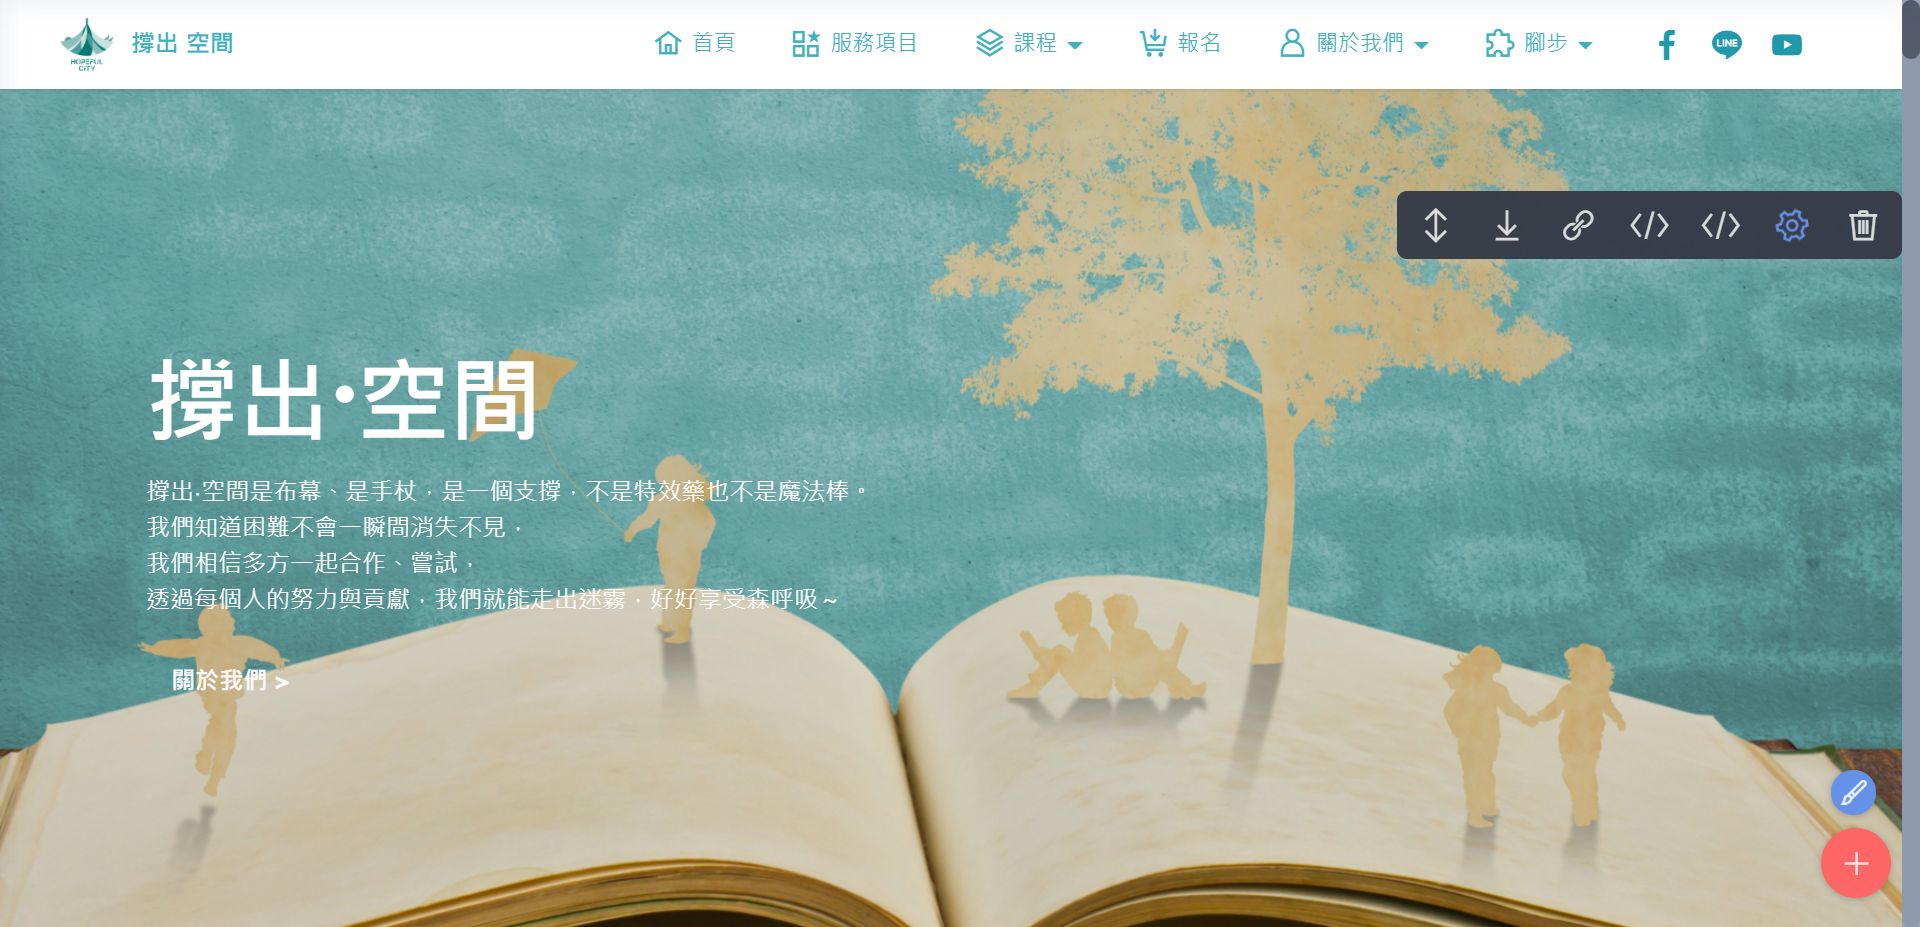 HOPEFUL
CITY
撐出 空間
首頁
服務項目
課程
報名
關於我們
腳步
LINE
撐出·空間
撐出·空間是布幕、是手杖，是一個支撐，不是特效藥也不是魔法棒。
我們知道困難不會一瞬間消失不見，
我們相信多方一起合作、嘗試，
透過每個人的努力與貢獻，我們就能走出迷霧，好好享受森呼吸～
關於我們 >